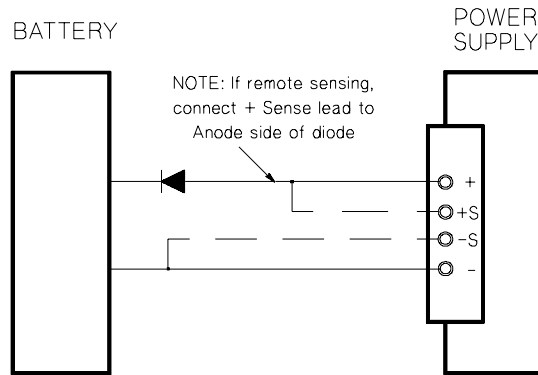 BATTERY
POWER
SUPPLY
NOTE: If remote sensing,
connect + Sense lead to
Anode side of diode
+
+S
-S
-